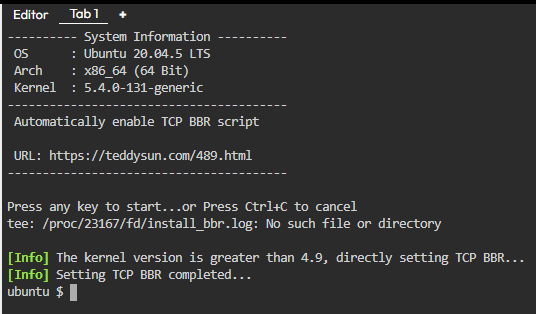 Editor Tab 1 +
---------- System Information ----------
OS : Ubuntu 20.04.5 LTS
Arch : x86_64 (64 Bit)
Kernel : 5.4.0-131-generic
----------------------------------------
Automatically enable TCP BBR script
URL: https://teddysun.com/489.html
----------------------------------------
Press any key to start...or Press Ctrl+C to cancel
tee: /proc/23167/fd/install_bbr.log: No such file or directory
[Info] The kernel version is greater than 4.9, directly setting TCP BBR...
[Info] Setting TCP BBR completed...
ubuntu $